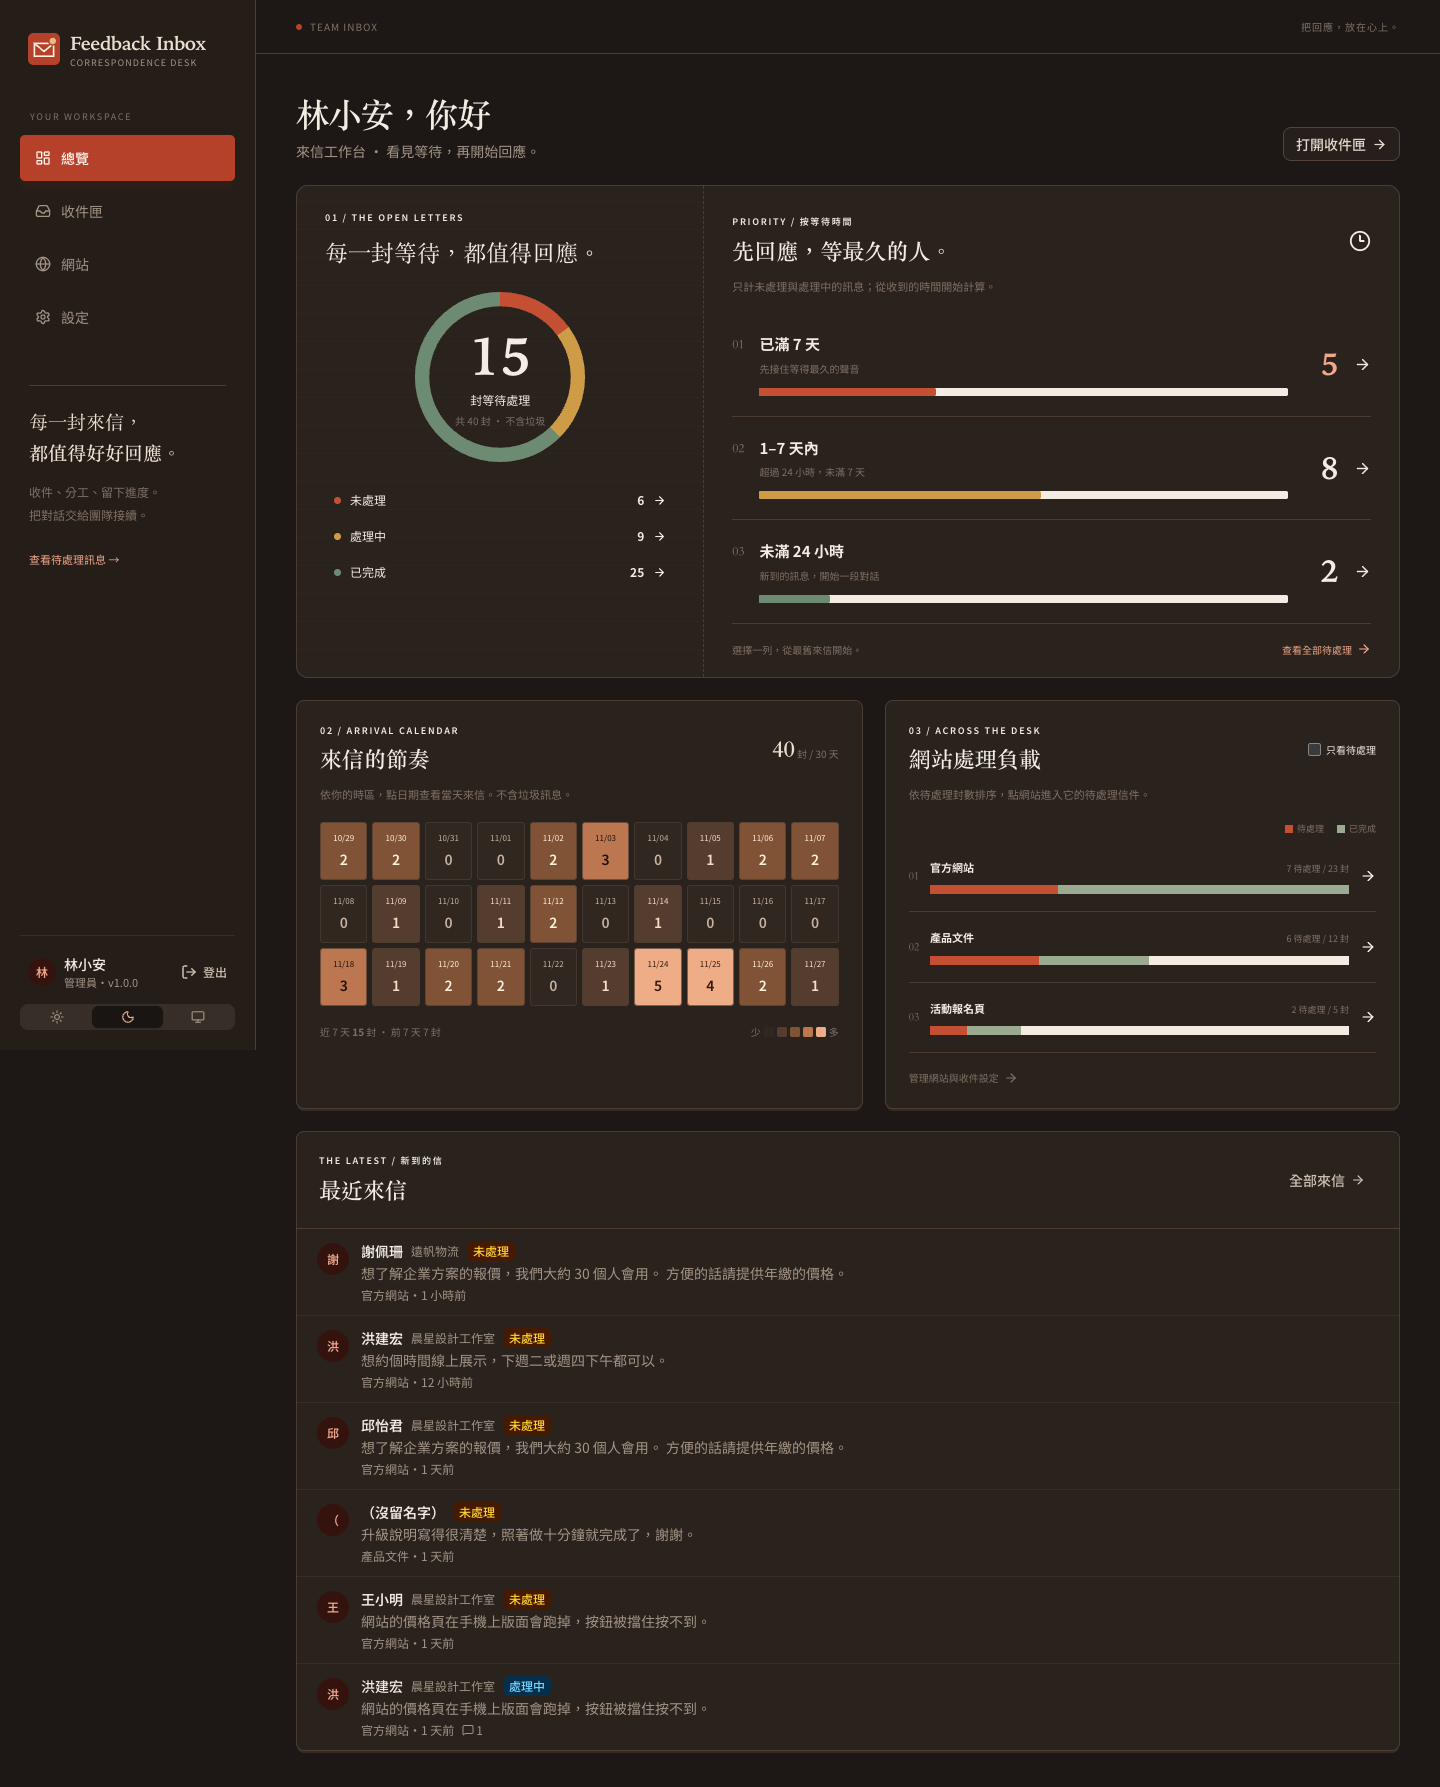 Feedback Inbox
CORRESPONDENCE DESK
YOUR WORKSPACE
總覽
收件匣
網站
設定
每一封來信，
都值得好好回應。
收件、分工、留下進度。
把對話交給團隊接續。
查看待處理訊息→
林
林小安
管理員・v1.0.0
登出
TEAM INBOX
把回應，放在心上。
林小安，你好
來信工作台 · 看見等待，再開始回應。
打開收件匣 →
01 / THE OPEN LETTERS
每一封等待，都值得回應。
15
封等待處理
共 40 封 · 不含垃圾
未處理 6 →
處理中 9 →
已完成 25 →
PRIORITY / 按等待時間
先回應，等最久的人。
只計未處理與處理中的訊息；從收到的時間開始計算。
01 已滿 7 天
先接住等得最久的聲音
5 →
02 1–7 天內
超過 24 小時，未滿 7 天
8 →
03 未滿 24 小時
新到的訊息，開始一段對話
2 →
選擇一列，從最舊來信開始。
查看全部待處理 →
02 / ARRIVAL CALENDAR
來信的節奏
40 封 / 30 天
依你的時區，點日期查看當天來信。不含垃圾訊息。
10/29 10/30 10/31 11/01 11/02 11/03 11/04 11/05 11/06 11/07
2 2 0 0 2 3 0 1 2 2
11/08 11/09 11/10 11/11 11/12 11/13 11/14 11/15 11/16 11/17
0 1 0 1 2 0 1 0 0 0
11/18 11/19 11/20 11/21 11/22 11/23 11/24 11/25 11/26 11/27
3 1 2 2 0 1 5 4 2 1
近 7 天 15 封 · 前 7 天 7 封
少 多
03 / ACROSS THE DESK
網站處理負載
只看待處理
依待處理封數排序，點網站進入它的待處理信件。
待處理 已完成
01 官方網站 7 待處理 / 23 封 →
02 產品文件 6 待處理 / 12 封 →
03 活動報名頁 2 待處理 / 5 封 →
管理網站與收件設定 →
THE LATEST / 新到的信
最近來信
全部來信 →
謝
謝佩珊 遠帆物流 未處理
想了解企業方案的報價，我們大約 30 個人會用。 方便的話請提供年繳的價格。
官方網站・1 小時前
洪
洪建宏 晨星設計工作室 未處理
想約個時間線上展示，下週二或週四下午都可以。
官方網站・12 小時前
邱
邱怡君 晨星設計工作室 未處理
想了解企業方案的報價，我們大約 30 個人會用。 方便的話請提供年繳的價格。
官方網站・1 天前
（
（沒留名字） 未處理
升級說明寫得很清楚，照著做十分鐘就完成了，謝謝。
產品文件・1 天前
王
王小明 晨星設計工作室 未處理
網站的價格頁在手機上版面會跑掉，按鈕被擋住按不到。
官方網站・1 天前
洪
洪建宏 晨星設計工作室 處理中
網站的價格頁在手機上版面會跑掉，按鈕被擋住按不到。
官方網站・1 天前 1